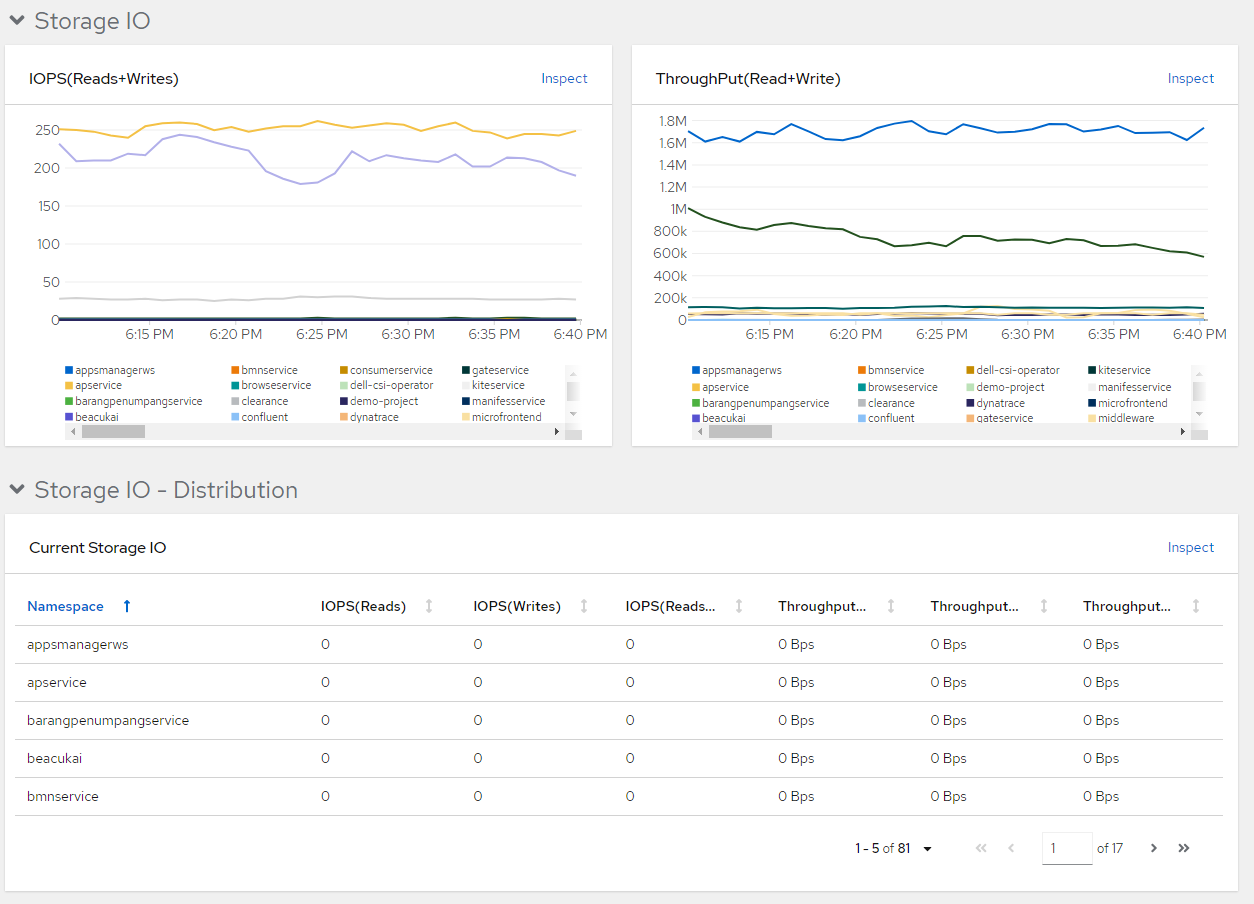 Storage IO
IOPS(Reads+Writes) Inspect
250
200
150
100
50
0
6:15 PM 6:20 PM 6:25 PM 6:30 PM 6:35 PM 6:40 PM
appsmanagerws bmnservice consumerservice gateservice
apservice browseservice dell-csi-operator kiteservice
barangpenumpangservice clearance demo-project manifasservice
beacukai confluent dynatrace microfrontend
ThroughPut(Read+Write) Inspect
1.8M
1.6M
1.4M
1.2M
1M
800k
600k
400k
200k
0
6:15 PM 6:20 PM 6:25 PM 6:30 PM 6:35 PM 6:40 PM
appsmanagerws bmnservice dell-csi-operator kiteservice
apservice browseservice demo-project manifesservice
barangpenumpangservice clearance dynatrace microfrontend
beacukai confluent gateservice middleware
Storage IO - Distribution
Current Storage IO Inspect
Namespace IOPS(Reads) IOPS(Writes) IOPS(Reads... Throughput... Throughput... Throughput...
appsmanagerws 0 0 0 0 Bps 0 Bps 0 Bps
apservice 0 0 0 0 Bps 0 Bps 0 Bps
barangpenumpangservice 0 0 0 0 Bps 0 Bps 0 Bps
beacukai 0 0 0 0 Bps 0 Bps 0 Bps
bmnservice 0 0 0 0 Bps 0 Bps 0 Bps
1 - 5 of 81 1 of 17